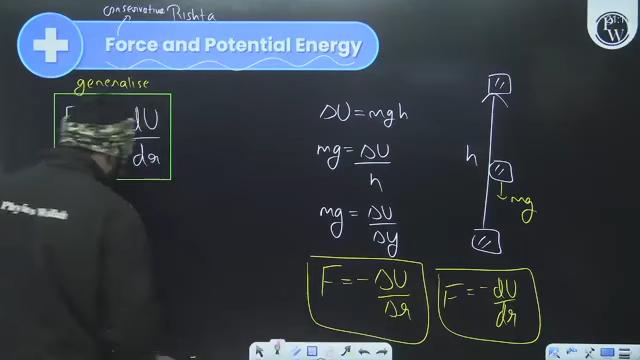 conservative Rishta
Force and Potential Energy
generalise
F
dU
dr
ΔU = mgh
mg = ΔU / h
mg = ΔU / Δy
F = - ΔU / Δr
F = - dU / dr
h
mg
P
W